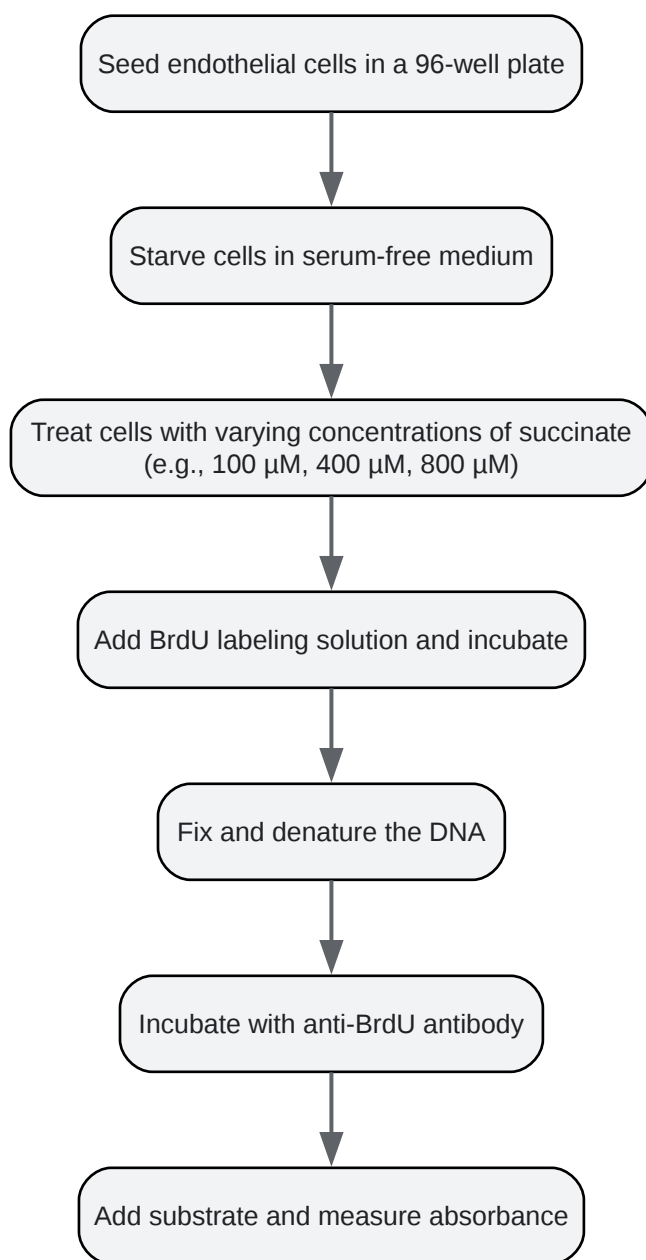 Seed endothelial cells in a 96-well plate
Starve cells in serum-free medium
Treat cells with varying concentrations of succinate
(e.g., 100 µM, 400 µM, 800 µM)
Add BrdU labeling solution and incubate
Fix and denature the DNA
Incubate with anti-BrdU antibody
Add substrate and measure absorbance